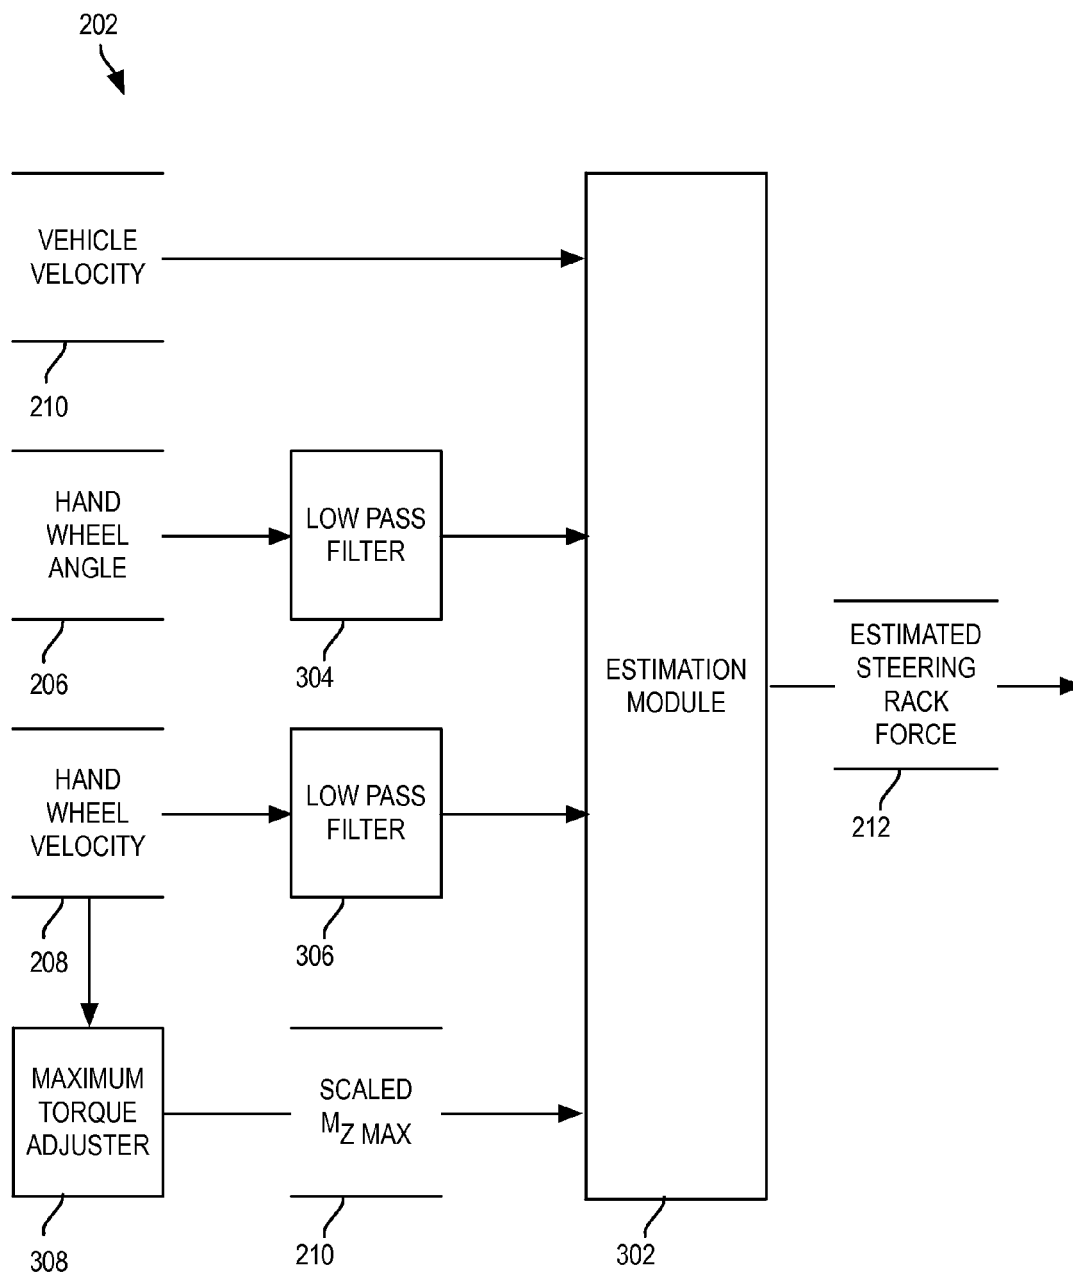 202
VEHICLE
VELOCITY
210
HAND
WHEEL
ANGLE
206
LOW PASS
FILTER
304
HAND
WHEEL
VELOCITY
208
LOW PASS
FILTER
306
MAXIMUM
TORQUE
ADJUSTER
308
SCALED
MZ MAX
210
ESTIMATION
MODULE
302
ESTIMATED
STEERING
RACK
FORCE
212